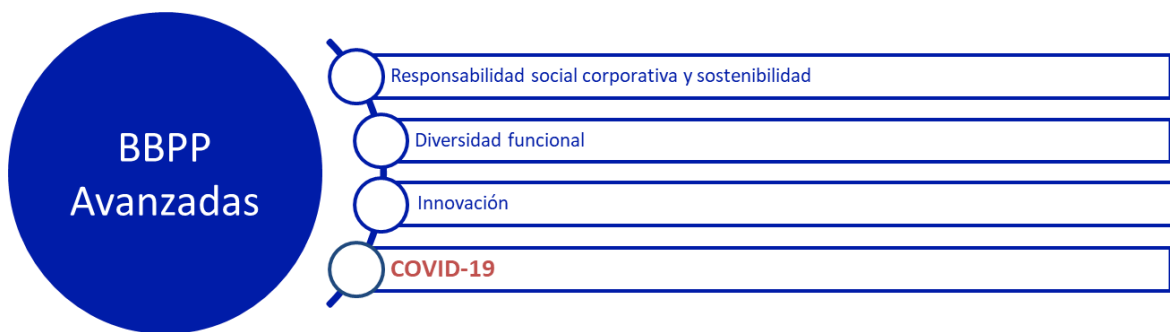 BBPP
Avanzadas
Responsabilidad social corporativa y sostenibilidad
Diversidad funcional
Innovación
COVID-19